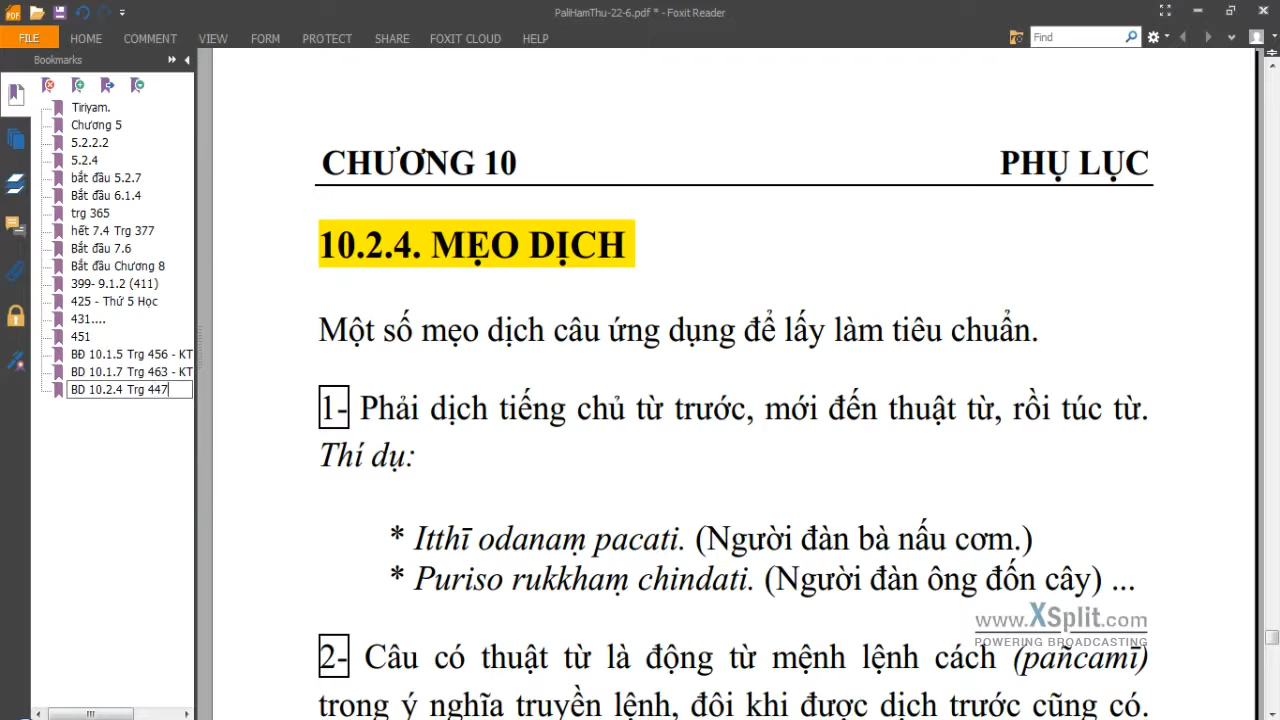 PaliHamThu-22-6.pdf * - Foxit Reader
FILE HOME COMMENT VIEW FORM PROTECT SHARE FOXIT CLOUD HELP Find
Bookmarks
Tiriyam.
Chương 5
5.2.2.2
5.2.4
bắt đầu 5.2.7
Bắt đầu 6.1.4
trg 365
hết 7.4 Trg 377
Bắt đầu 7.6
Bắt đầu Chương 8
399- 9.1.2 (411)
425 - Thứ 5 Học
431....
451
BĐ 10.1.5 Trg 456 - KT
BD 10.1.7 Trg 463 - KT
BD 10.2.4 Trg 447
CHƯƠNG 10 PHỤ LỤC
10.2.4. MẸO DỊCH
Một số mẹo dịch câu ứng dụng để lấy làm tiêu chuẩn.
1- Phải dịch tiếng chủ từ trước, mới đến thuật từ, rồi túc từ.
Thí dụ:
* Itthī odanaṃ pacati. (Người đàn bà nấu cơm.)
* Puriso rukkhaṃ chindati. (Người đàn ông đốn cây) ...
www.XSplit.com
POWERING BROADCASTING
2- Câu có thuật từ là động từ mệnh lệnh cách (pañcamī)
trong ý nghĩa truyền lệnh, đôi khi được dịch trước cũng có.